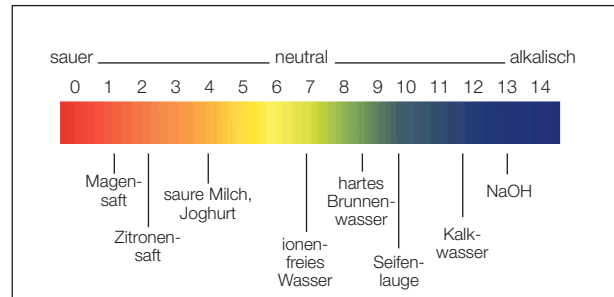 sauer neutral alkalisch
0 1 2 3 4 5 6 7 8 9 10 11 12 13 14
Magen-
saft
Zitronen-
saft
saure Milch,
Joghurt
ionen-
freies
Wasser
hartes
Brunnen-
wasser
Seifen-
lauge
Kalk-
wasser
NaOH